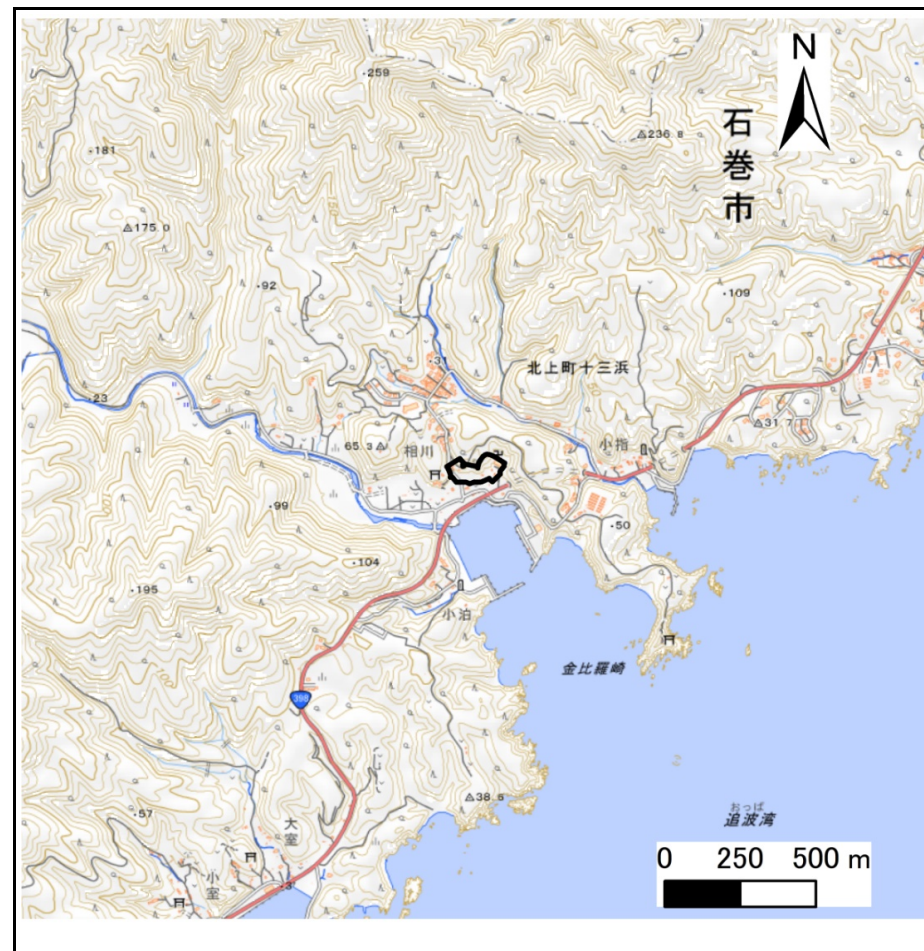 N
石巻市
・259
△236.8
・181
△175.0
・92
・109
北上町十三浜
・31
・23
65.3△
相川
小指
△31.7
・99
・50
・104
・195
小泊
金比羅崎
398
△38.5
・57
おっぱ
追波湾
大室
小室
・3
0 250 500 m